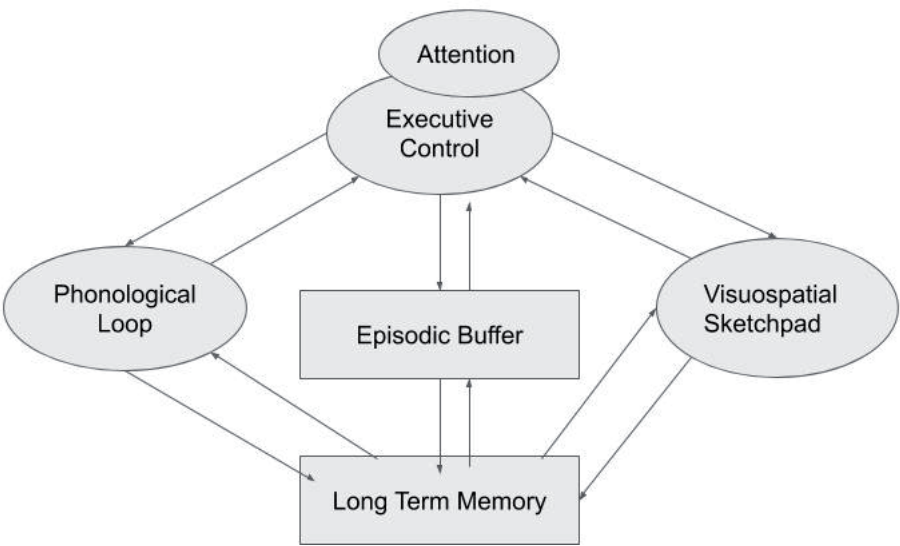 Attention
Executive
Control
Phonological
Loop
Episodic Buffer
Visuospatial
Sketchpad
Long Term Memory